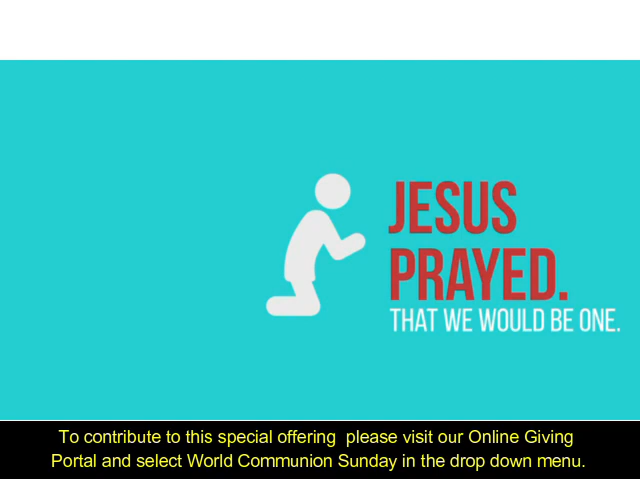 JESUS
PRAYED.
THAT WE WOULD BE ONE.
To contribute to this special offering  please visit our Online Giving
Portal and select World Communion Sunday in the drop down menu.